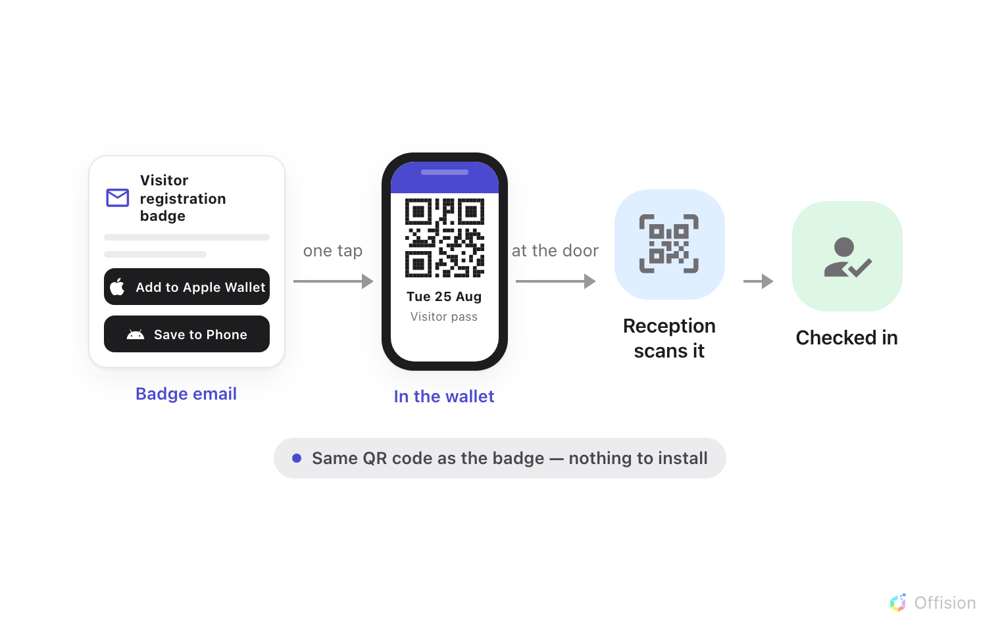 Visitor
registration
badge
Add to Apple Wallet
Save to Phone
Badge email
one tap
Tue 25 Aug
Visitor pass
In the wallet
at the door
Reception
scans it
Checked in
Same QR code as the badge — nothing to install
Offision